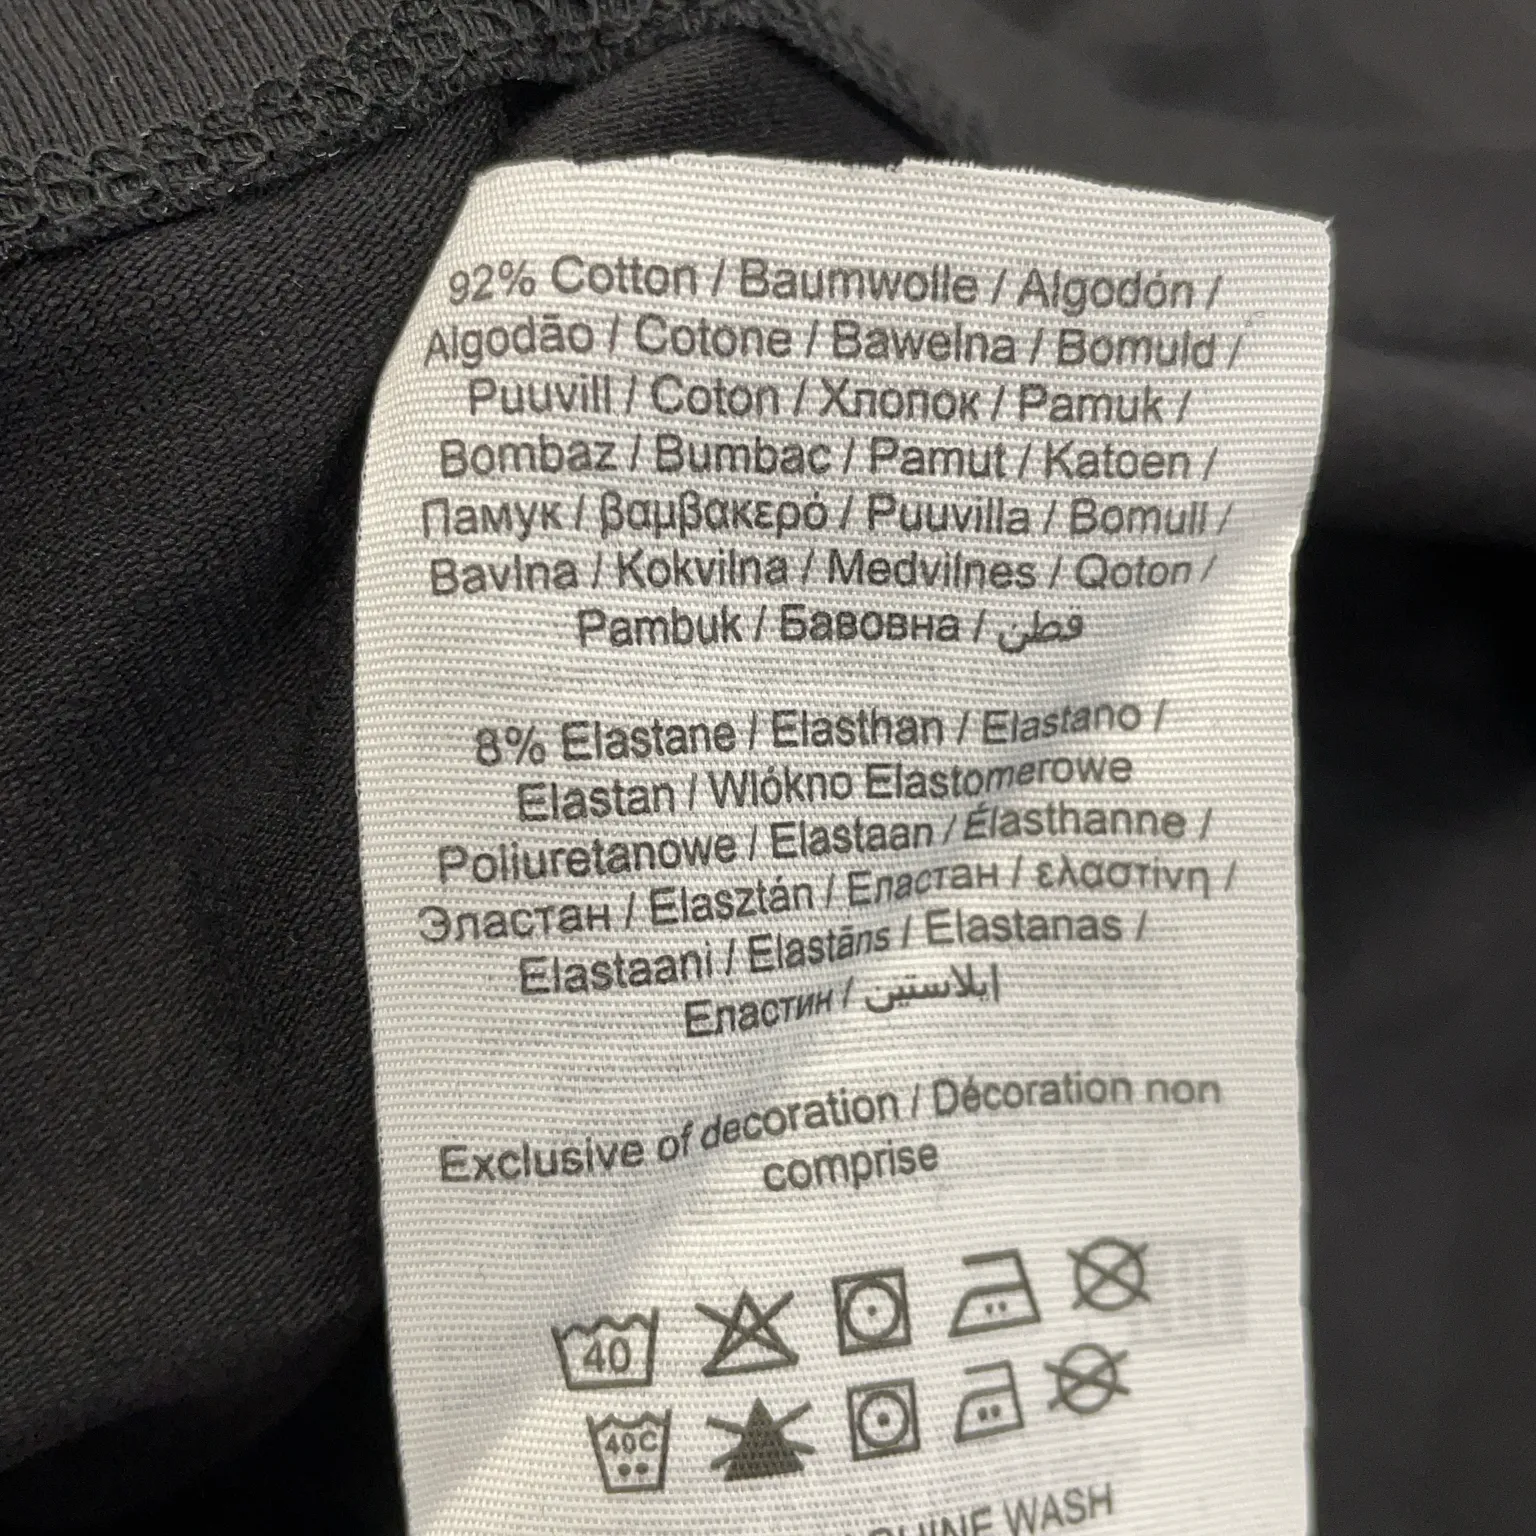 92% Cotton / Baumwolle / Algodón /
Algodão / Cotone / Bawelna / Bomuld /
Puuvill / Coton / Хлопок / Pamuk /
Bombaz / Bumbac / Pamut / Katoen /
Памук / βαμβακερό / Puuvilla / Bomull /
Bavlna / Kokvilna / Medvilnes / Qoton /
Pambuk / Бавовна / قطن
8% Elastane / Elasthan / Elastano /
Elastan / Wlókno Elastomerowe
Poliuretanowe / Elastaan / Élasthanne /
Эластан / Elasztán / Еластан / ελαστίνη /
Elastaani / Elastāns / Elastanas /
Еластин / إيلاستين
Exclusive of decoration / Décoration non
comprise
40
40C
WASH